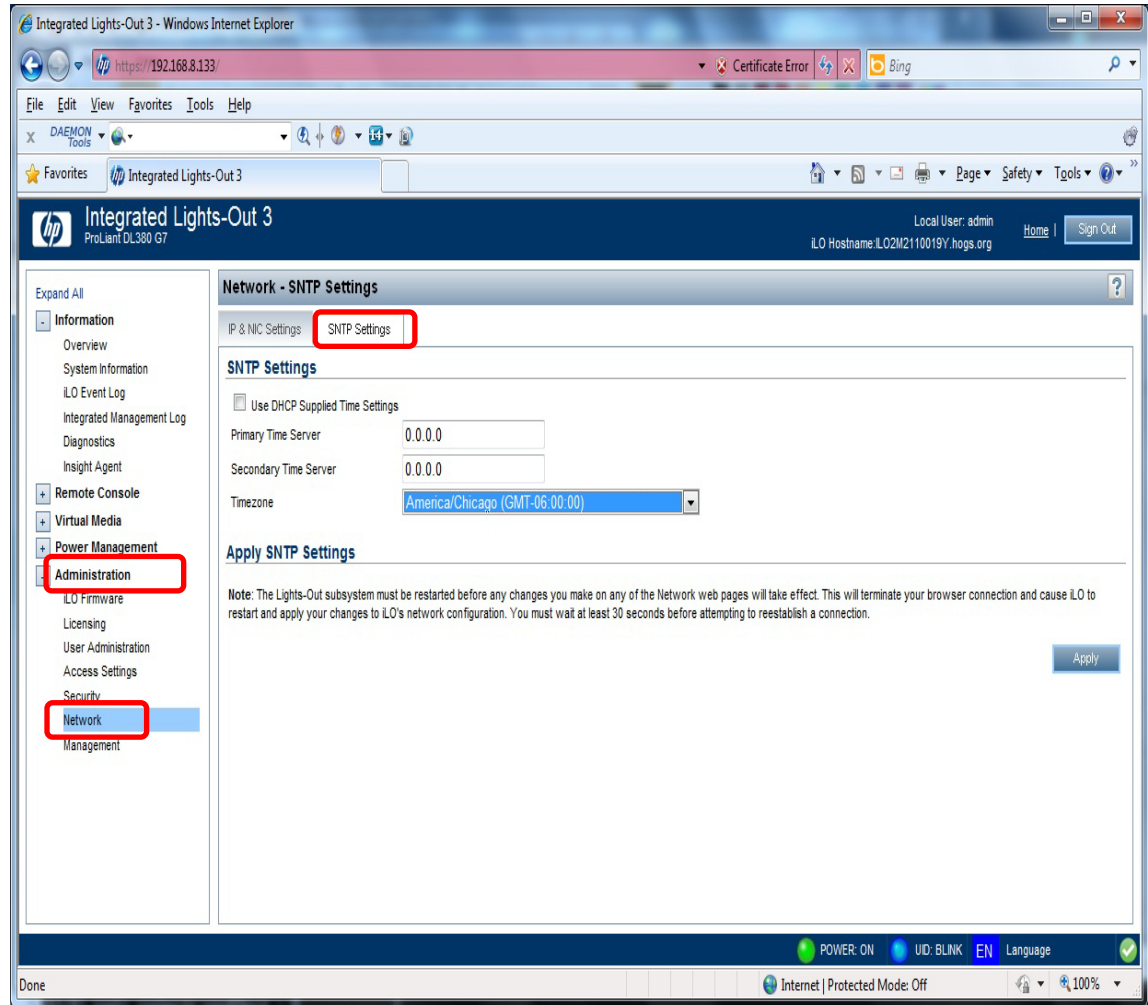 Integrated Lights-Out 3 - Windows Internet Explorer
https://192.168.8.133/
Certificate Error
Bing
File Edit View Favorites Tools Help
X DAEMON Tools
Favorites
Integrated Lights-Out 3
Page Safety Tools
hp
Integrated Lights-Out 3
ProLiant DL380 G7
Local User: admin
iLO Hostname:ILO2M2110019Y.hogs.org
Home |
Sign Out
Expand All
- Information
Overview
System Information
iLO Event Log
Integrated Management Log
Diagnostics
Insight Agent
+ Remote Console
+ Virtual Media
+ Power Management
- Administration
iLO Firmware
Licensing
User Administration
Access Settings
Security
Network
Management
Network - SNTP Settings
?
IP & NIC Settings
SNTP Settings
SNTP Settings
Use DHCP Supplied Time Settings
Primary Time Server 0.0.0.0
Secondary Time Server 0.0.0.0
Timezone America/Chicago (GMT-06:00:00)
Apply SNTP Settings
Note: The Lights-Out subsystem must be restarted before any changes you make on any of the Network web pages will take effect. This will terminate your browser connection and cause iLO to
restart and apply your changes to iLO's network configuration. You must wait at least 30 seconds before attempting to reestablish a connection.
Apply
POWER: ON
UID: BLINK
EN Language
Done
Internet | Protected Mode: Off
100%